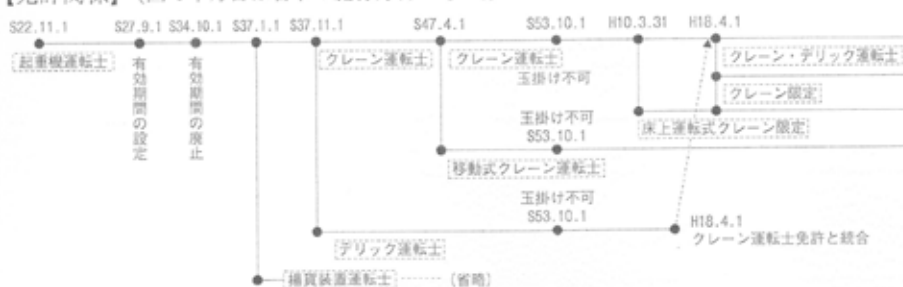 【免許関係】
S22.11.1 S27.9.1 S34.10.1 S37.1.1 S37.11.1 S47.4.1 S53.10.1 H10.3.31 H18.4.1
起重機運転士
有効期間の設定
有効期間の廃止
クレーン運転士
クレーン運転士
玉掛け不可
クレーン・デリック運転士
クレーン限定
床上運転式クレーン限定
玉掛け不可
S53.10.1
移動式クレーン運転士
玉掛け不可
S53.10.1
デリック運転士
H18.4.1
クレーン運転士免許と統合
揚貨装置運転士 (省略)